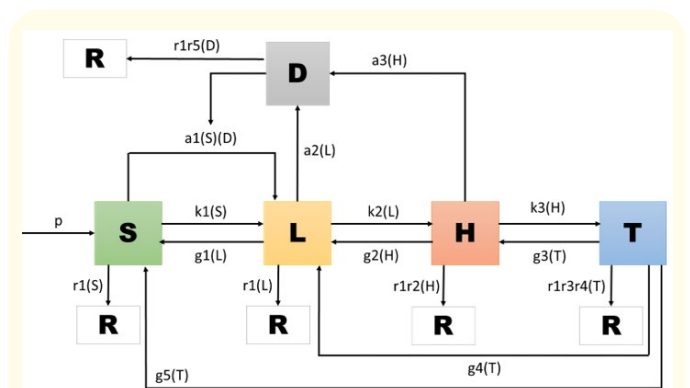 r1r5(D)
R
D
a3(H)
a1(S)(D)
a2(L)
p
S
k1(S)
L
k2(L)
H
k3(H)
T
g1(L)
g2(H)
g3(T)
r1(S)
r1(L)
r1r2(H)
r1r3r4(T)
R
R
R
R
g4(T)
g5(T)